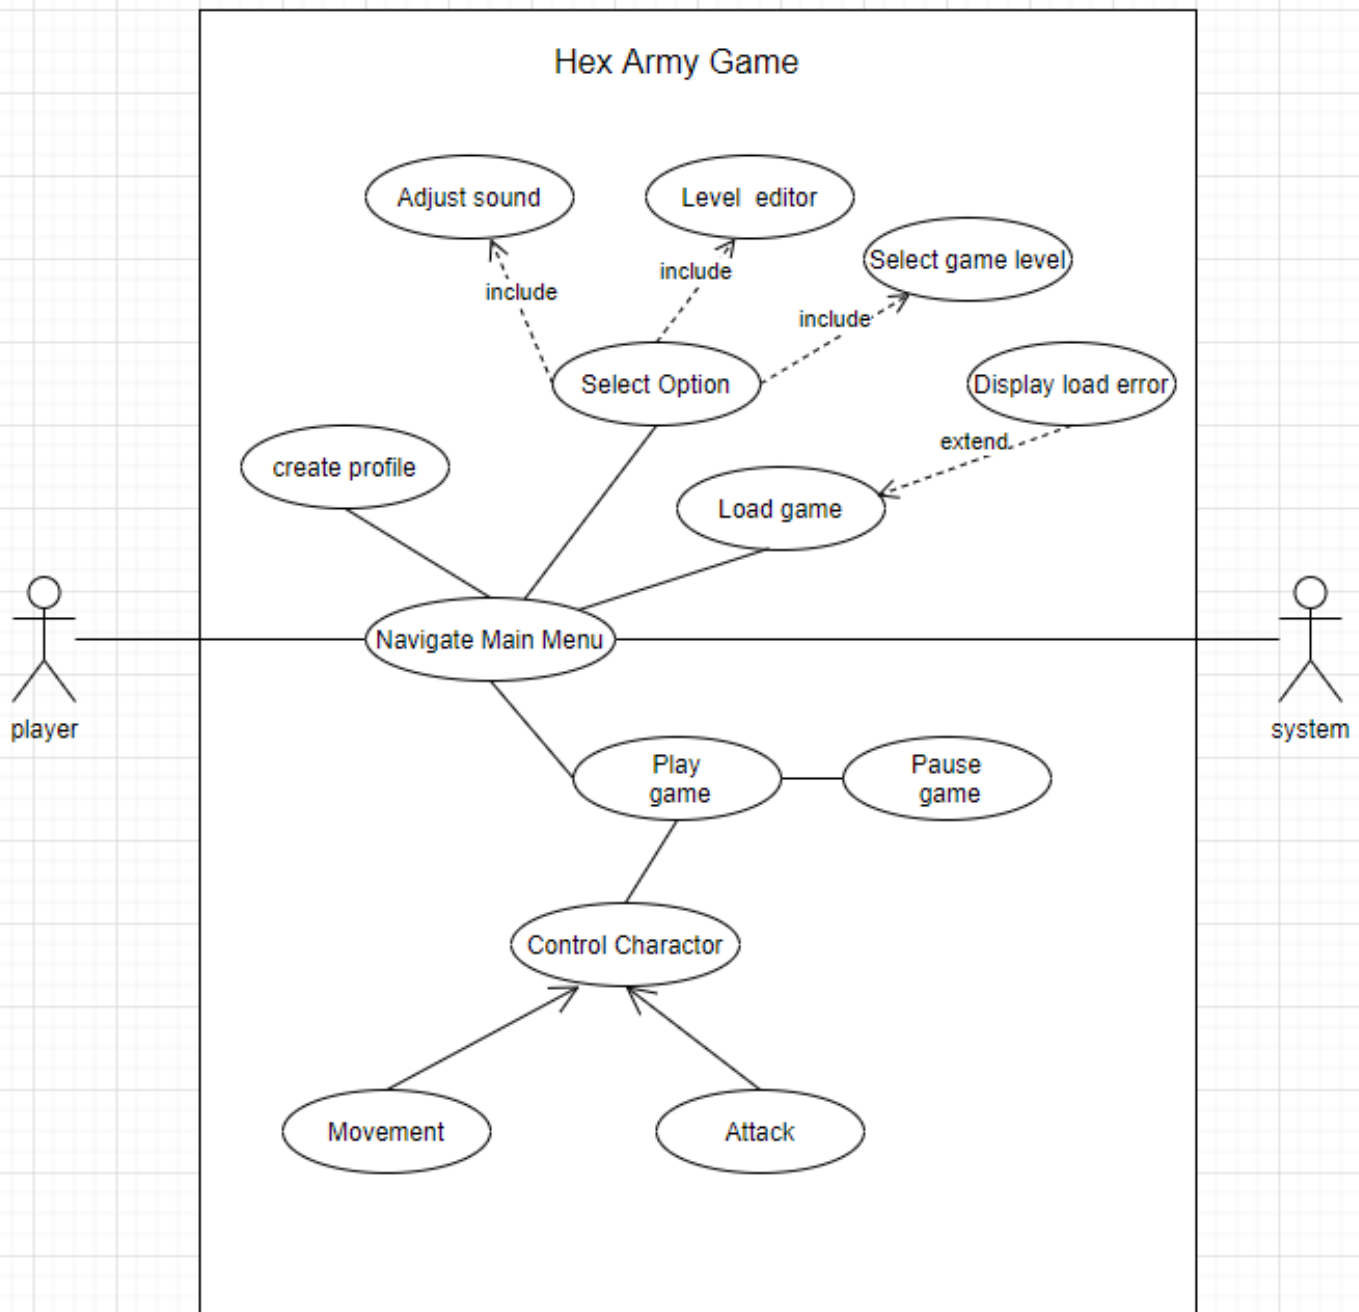 Hex Army Game
Adjust sound
Level editor
Select game level
include
include
include
Select Option
Display load error
extend
create profile
Load game
Navigate Main Menu
player
system
Play
game
Pause
game
Control Charactor
Movement
Attack